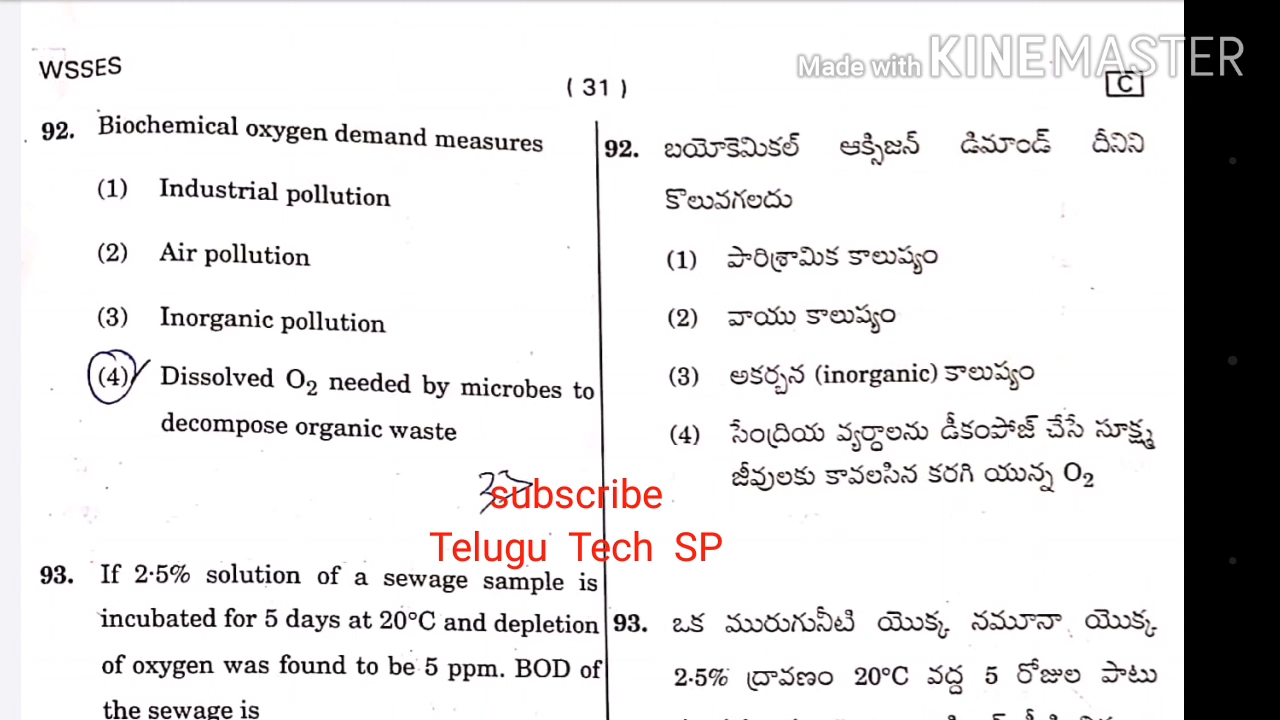 Made with KINEMASTER
WSSES
( 31 )
C
92. Biochemical oxygen demand measures
(1) Industrial pollution
(2) Air pollution
(3) Inorganic pollution
(4) Dissolved O₂ needed by microbes to
decompose organic waste
93. If 2·5% solution of a sewage sample is
incubated for 5 days at 20°C and depletion
of oxygen was found to be 5 ppm. BOD of
the sewage is
92. బయోకెమికల్ ఆక్సిజన్ డిమాండ్ దీనిని
కొలువగలదు
(1) పారిశ్రామిక కాలుష్యం
(2) వాయు కాలుష్యం
(3) అకర్బన (inorganic) కాలుష్యం
(4) సేంద్రియ వ్యర్థాలను డీకంపోజ్ చేసే సూక్ష్మ
జీవులకు కావలసిన కరగి యున్న O₂
93. ఒక మురుగునీటి యొక్క నమూనా యొక్క
2·5% ద్రావణం 20°C వద్ద 5 రోజుల పాటు
subscribe
Telugu Tech SP